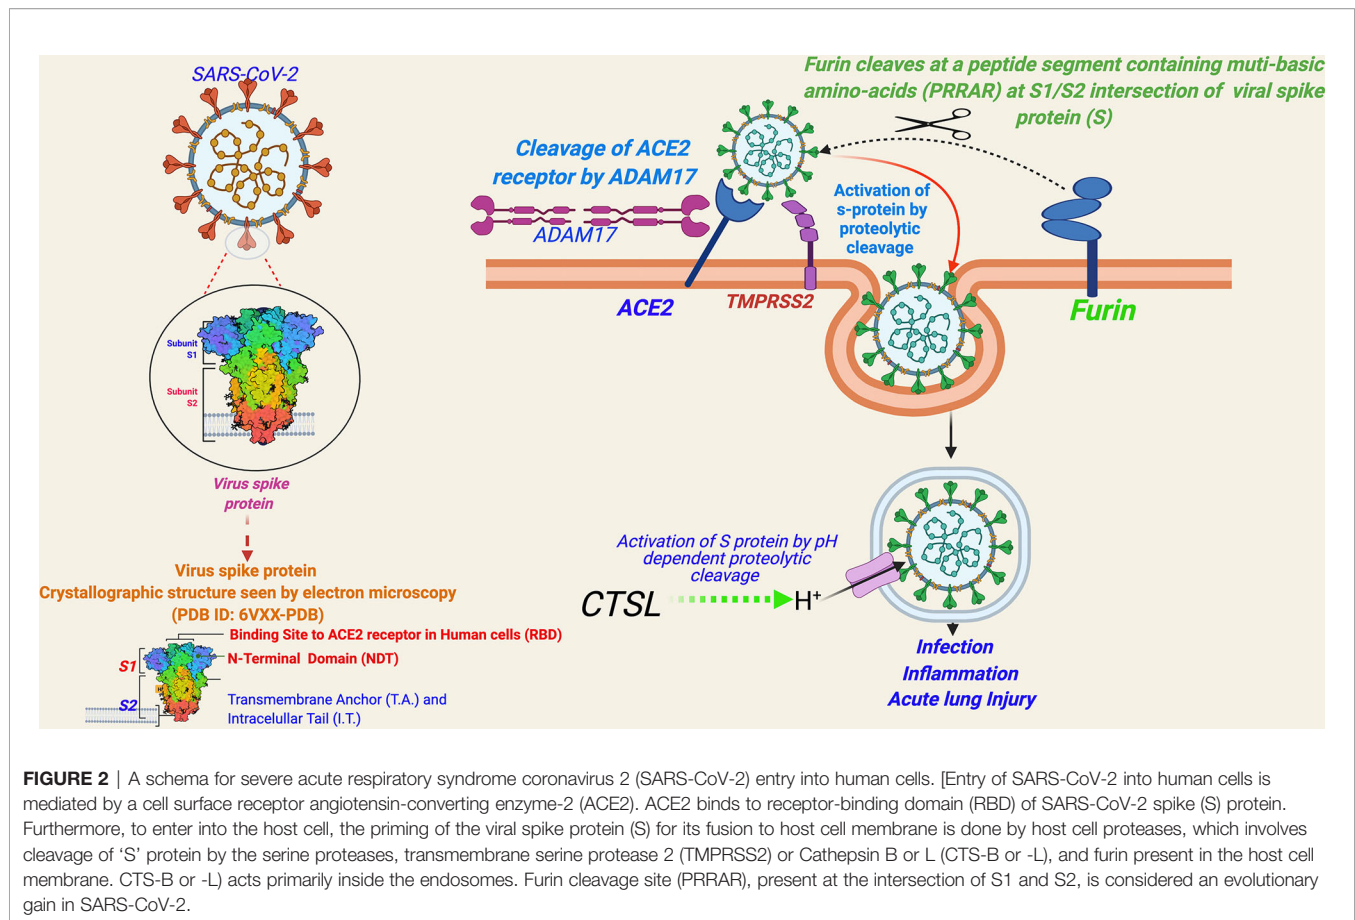 SARS-CoV-2
Subunit
S1
Subunit
S2
Virus spike
protein
Virus spike protein
Crystallographic structure seen by electron microscopy
(PDB ID: 6VXX-PDB)
Binding Site to ACE2 receptor in Human cells (RBD)
S1
N-Terminal Domain (NDT)
S2
Transmembrane Anchor (T.A.) and
Intracelullar Tail (I.T.)
Furin cleaves at a peptide segment containing muti-basic
amino-acids (PRRAR) at S1/S2 intersection of viral spike
protein (S)
Cleavage of ACE2
receptor by ADAM17
ADAM17
Activation of
s-protein by
proteolytic
cleavage
ACE2
TMPRSS2
Furin
Activation of S protein by pH
dependent proteolytic
cleavage
CTSL
H+
Infection
Inflammation
Acute lung Injury
FIGURE 2 | A schema for severe acute respiratory syndrome coronavirus 2 (SARS-CoV-2) entry into human cells. [Entry of SARS-CoV-2 into human cells is
mediated by a cell surface receptor angiotensin-converting enzyme-2 (ACE2). ACE2 binds to receptor-binding domain (RBD) of SARS-CoV-2 spike (S) protein.
Furthermore, to enter into the host cell, the priming of the viral spike protein (S) for its fusion to host cell membrane is done by host cell proteases, which involves
cleavage of ‘S’ protein by the serine proteases, transmembrane serine protease 2 (TMPRSS2) or Cathepsin B or L (CTS-B or -L), and furin present in the host cell
membrane. CTS-B or -L) acts primarily inside the endosomes. Furin cleavage site (PRRAR), present at the intersection of S1 and S2, is considered an evolutionary
gain in SARS-CoV-2.